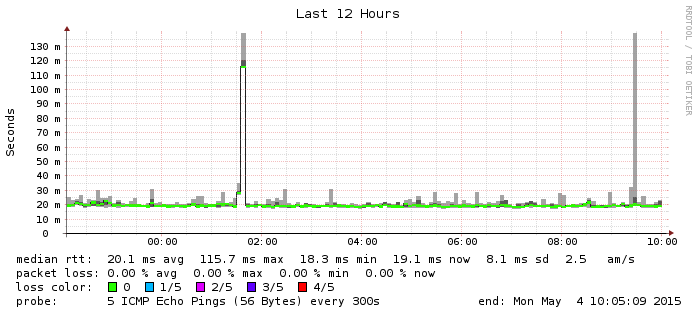 Last 12 Hours
RRDTOOL / TOBI OETIKER
Seconds
130 m
120 m
110 m
100 m
90 m
80 m
70 m
60 m
50 m
40 m
30 m
20 m
10 m
0
00:00 02:00 04:00 06:00 08:00 10:00
median rtt: 20.1 ms avg 115.7 ms max 18.3 ms min 19.1 ms now 8.1 ms sd 2.5 am/s
packet loss: 0.00 % avg 0.00 % max 0.00 % min 0.00 % now
loss color: 0 1/5 2/5 3/5 4/5
probe: 5 ICMP Echo Pings (56 Bytes) every 300s end: Mon May 4 10:05:09 2015